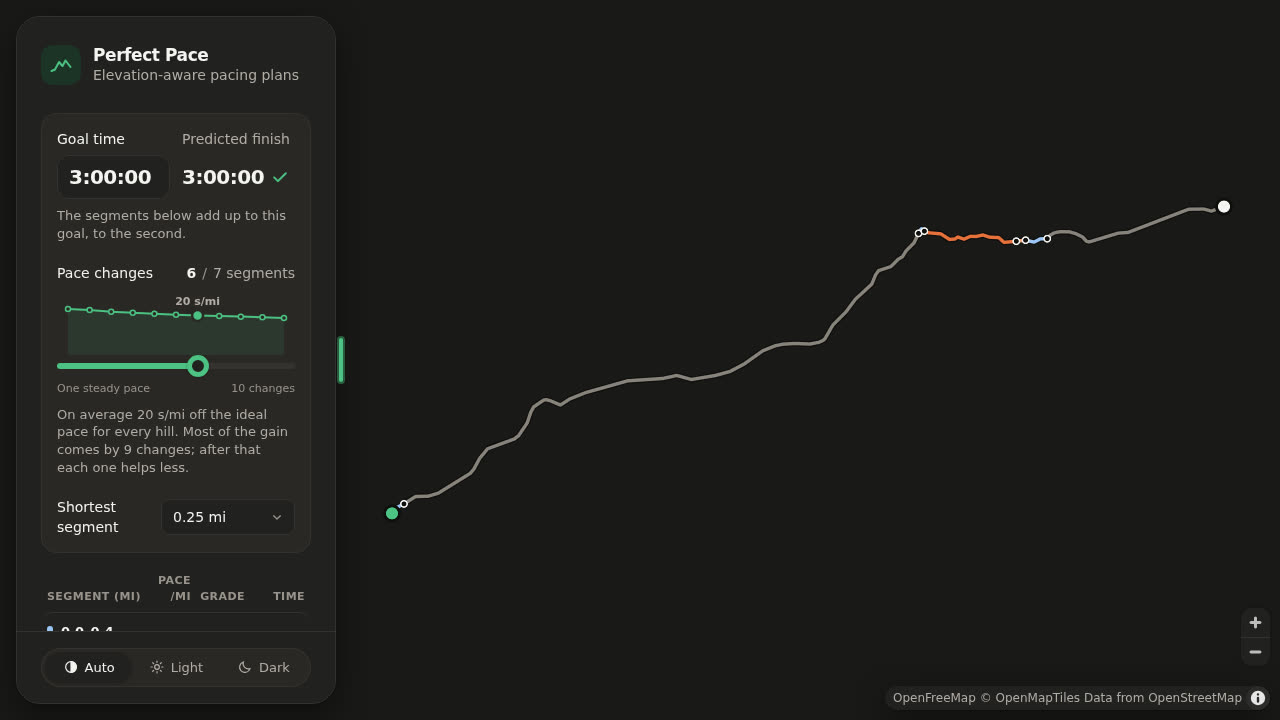 Perfect Pace
Elevation-aware pacing plans
Goal time
Predicted finish
3:00:00
3:00:00
The segments below add up to this
goal, to the second.
Pace changes
6 / 7 segments
20 s/mi
One steady pace
10 changes
On average 20 s/mi off the ideal
pace for every hill. Most of the gain
comes by 9 changes; after that
each one helps less.
Shortest
segment
0.25 mi
SEGMENT (MI)
PACE
/MI
GRADE
TIME
Auto
Light
Dark
OpenFreeMap © OpenMapTiles Data from OpenStreetMap